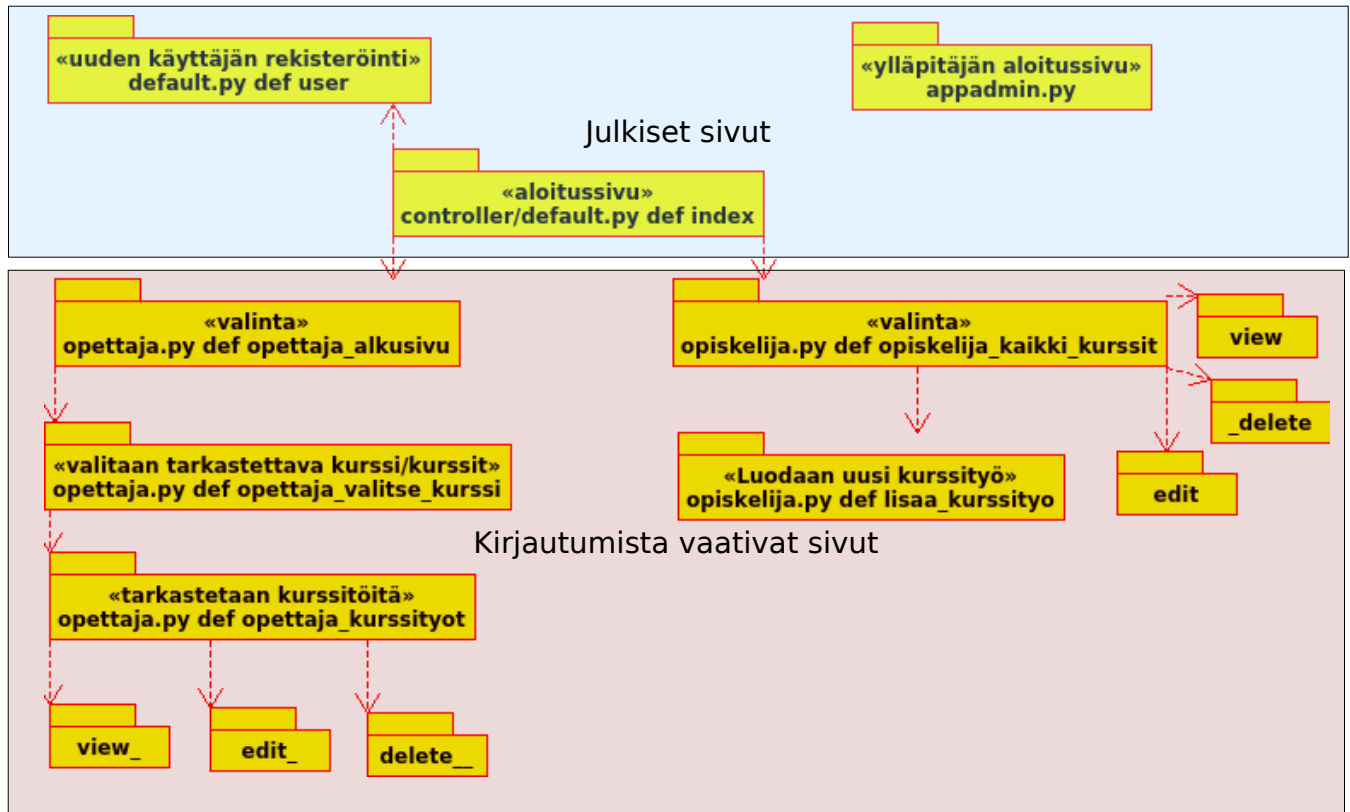 «uuden käyttäjän rekisteröinti»
default.py def user
«ylläpitäjän aloitussivu»
appadmin.py
Julkiset sivut
«aloitussivu»
controller/default.py def index
«valinta»
opettaja.py def opettaja_alkusivu
«valinta»
opiskelija.py def opiskelija_kaikki_kurssit
view
_delete
edit
«valitaan tarkastettava kurssi/kurssit»
opettaja.py def opettaja_valitse_kurssi
«Luodaan uusi kurssityö»
opiskelija.py def lisaa_kurssityo
Kirjautumista vaativat sivut
«tarkastetaan kurssitöitä»
opettaja.py def opettaja_kurssityot
view_
edit_
delete__